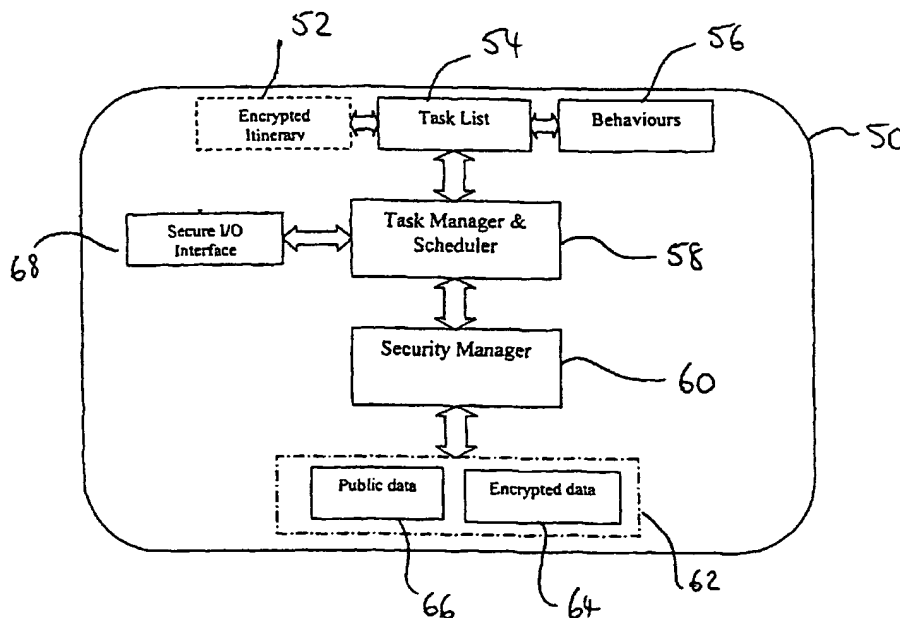 52
54
56
50
Encrypted
Itinerary
Task List
Behaviours
Secure I/O
Interface
68
Task Manager &
Scheduler
58
Security Manager
60
Public data
Encrypted data
66
64
62